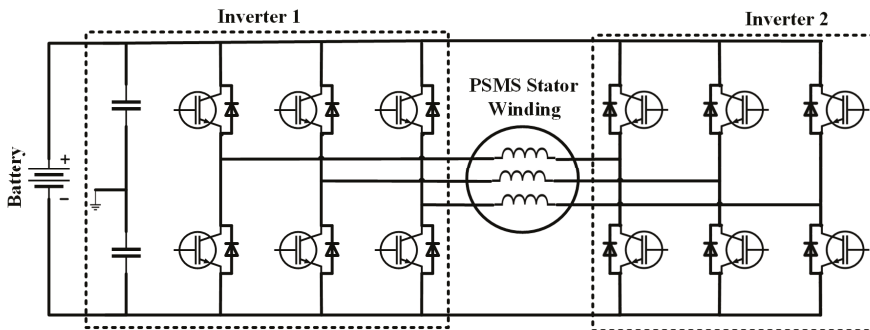 Inverter 1
Inverter 2
PSMS Stator
Winding
Battery
+
-